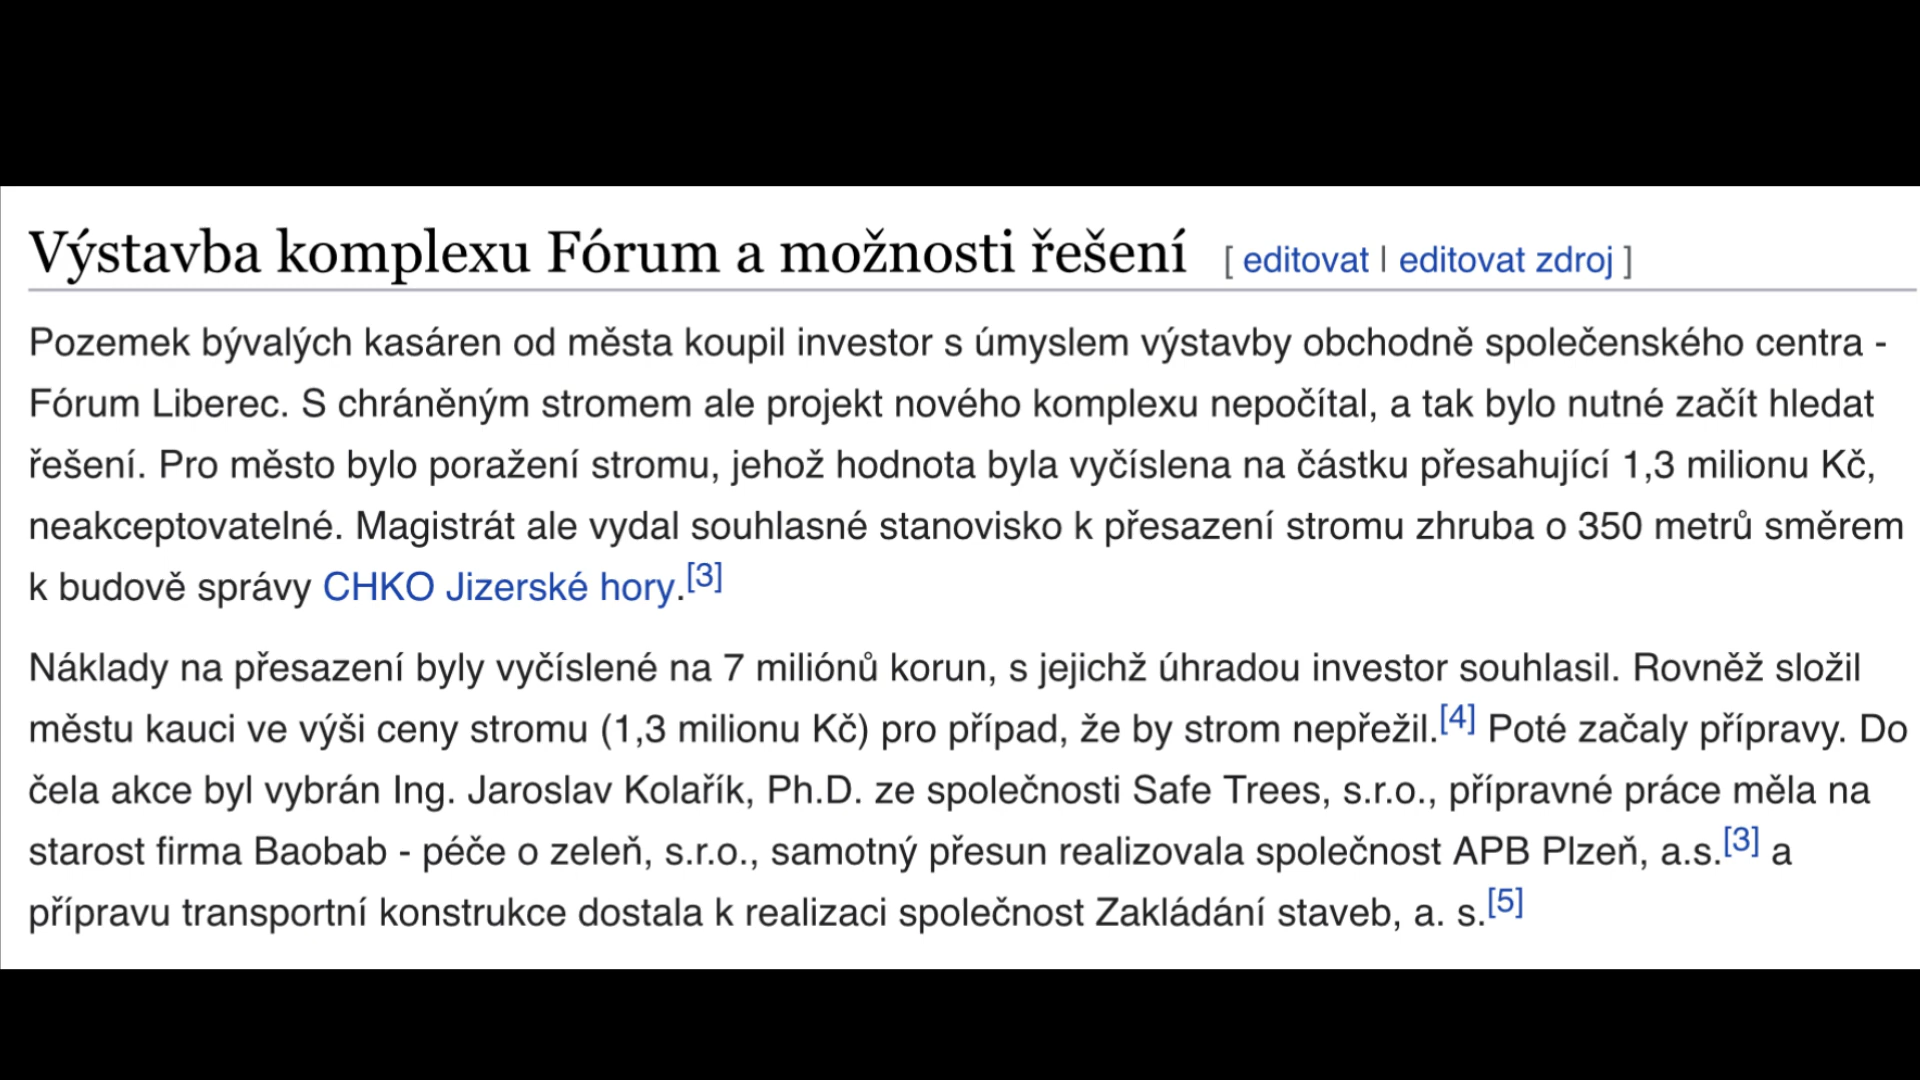 Výstavba komplexu Fórum a možnosti řešení [ editovat | editovat zdroj ]
Pozemek bývalých kasáren od města koupil investor s úmyslem výstavby obchodně společenského centra -
Fórum Liberec. S chráněným stromem ale projekt nového komplexu nepočítal, a tak bylo nutné začít hledat
řešení. Pro město bylo poražení stromu, jehož hodnota byla vyčíslena na částku přesahující 1,3 milionu Kč,
neakceptovatelné. Magistrát ale vydal souhlasné stanovisko k přesazení stromu zhruba o 350 metrů směrem
k budově správy CHKO Jizerské hory.[3]
Náklady na přesazení byly vyčíslené na 7 miliónů korun, s jejichž úhradou investor souhlasil. Rovněž složil
městu kauci ve výši ceny stromu (1,3 milionu Kč) pro případ, že by strom nepřežil.[4] Poté začaly přípravy. Do
čela akce byl vybrán Ing. Jaroslav Kolařík, Ph.D. ze společnosti Safe Trees, s.r.o., přípravné práce měla na
starost firma Baobab - péče o zeleň, s.r.o., samotný přesun realizovala společnost APB Plzeň, a.s.[3] a
přípravu transportní konstrukce dostala k realizaci společnost Zakládání staveb, a. s.[5]